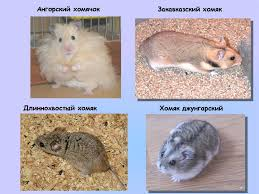 Ангорский хомячок
Закавказский хомяк
Длиннохвостый хомяк
Хомяк джунгарский